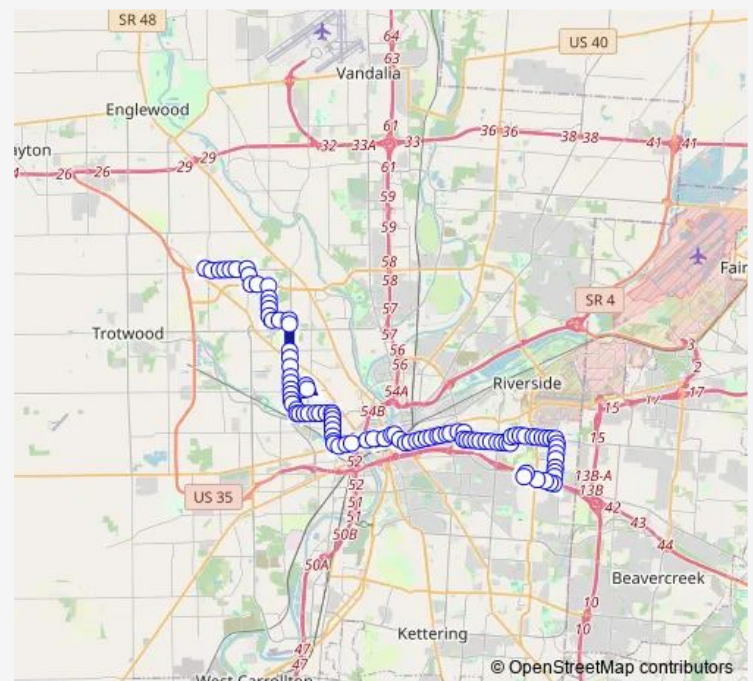 SR 48
64
63
US 40
Vandalia
Englewood
61
36 36
38 38
41 41
32
33A
33
ayton
26 26
29 29
61
59
59
58
58
Fair
57
SR 4
57
Trotwood
56
56
3
2
54A
Riverside
17 17
54B
15
15
52
52
51
51
13B-A
13B
42
US 35
50B
43
44
50A
Beavercreek
10
10
Kettering
47
47
West Carrollton
© OpenStreetMap contributors